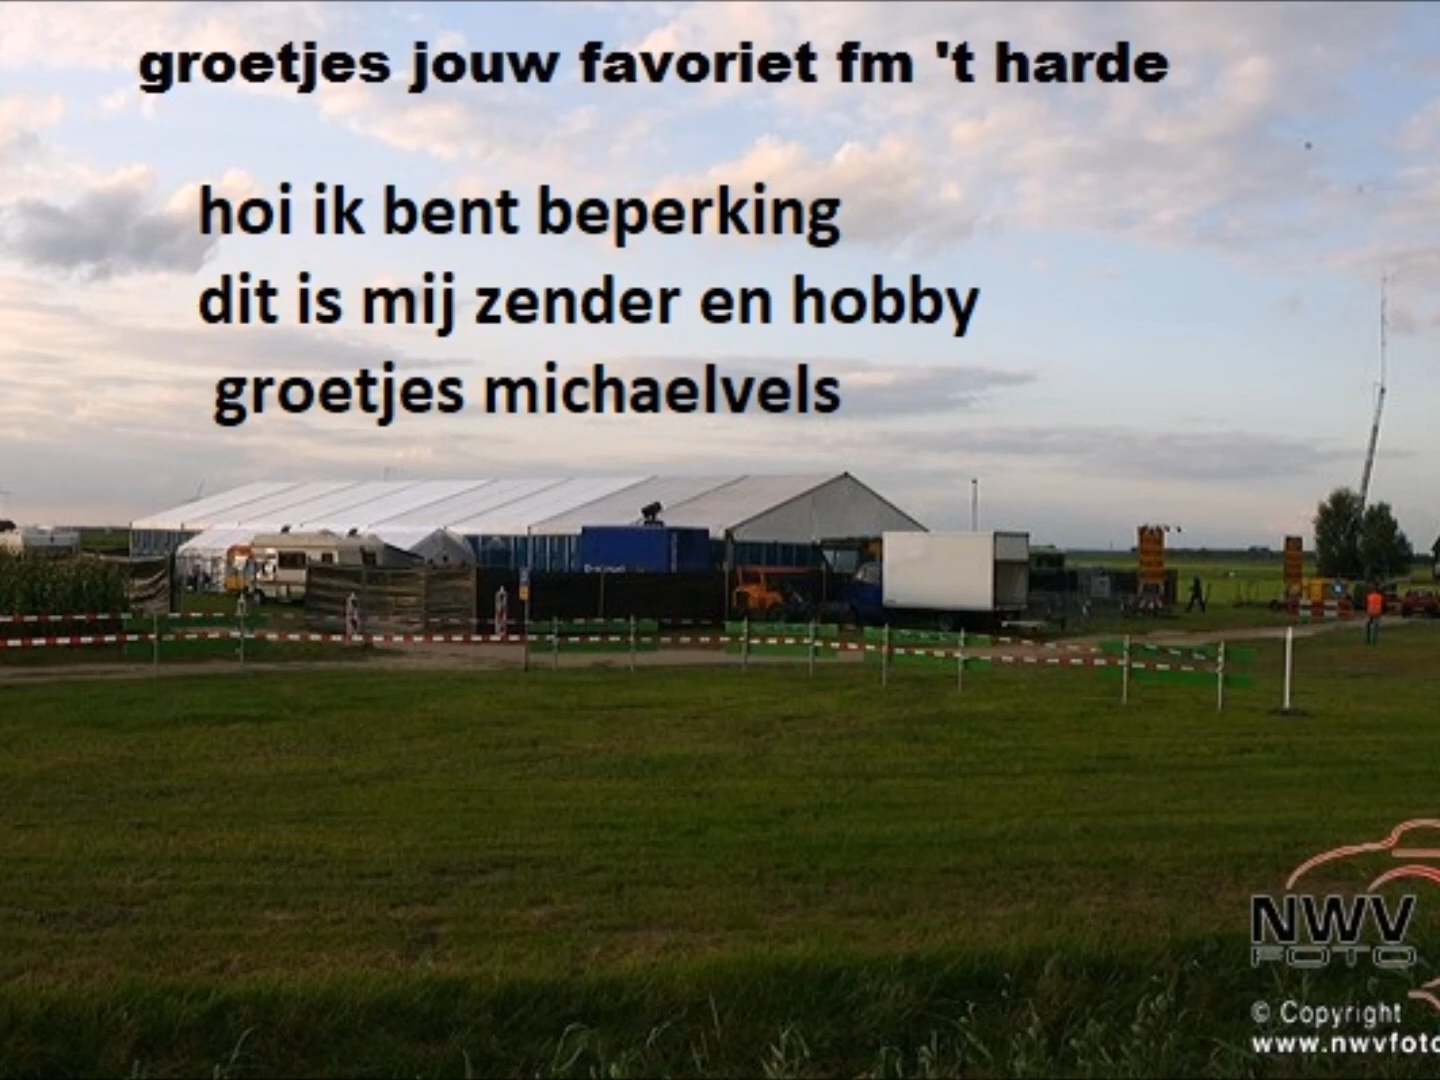 groetjes jouw favoriet fm 't harde
hoi ik bent beperking
dit is mij zender en hobby
groetjes michaelvels
NWV
FOTO
© Copyright
www.nwvfoto